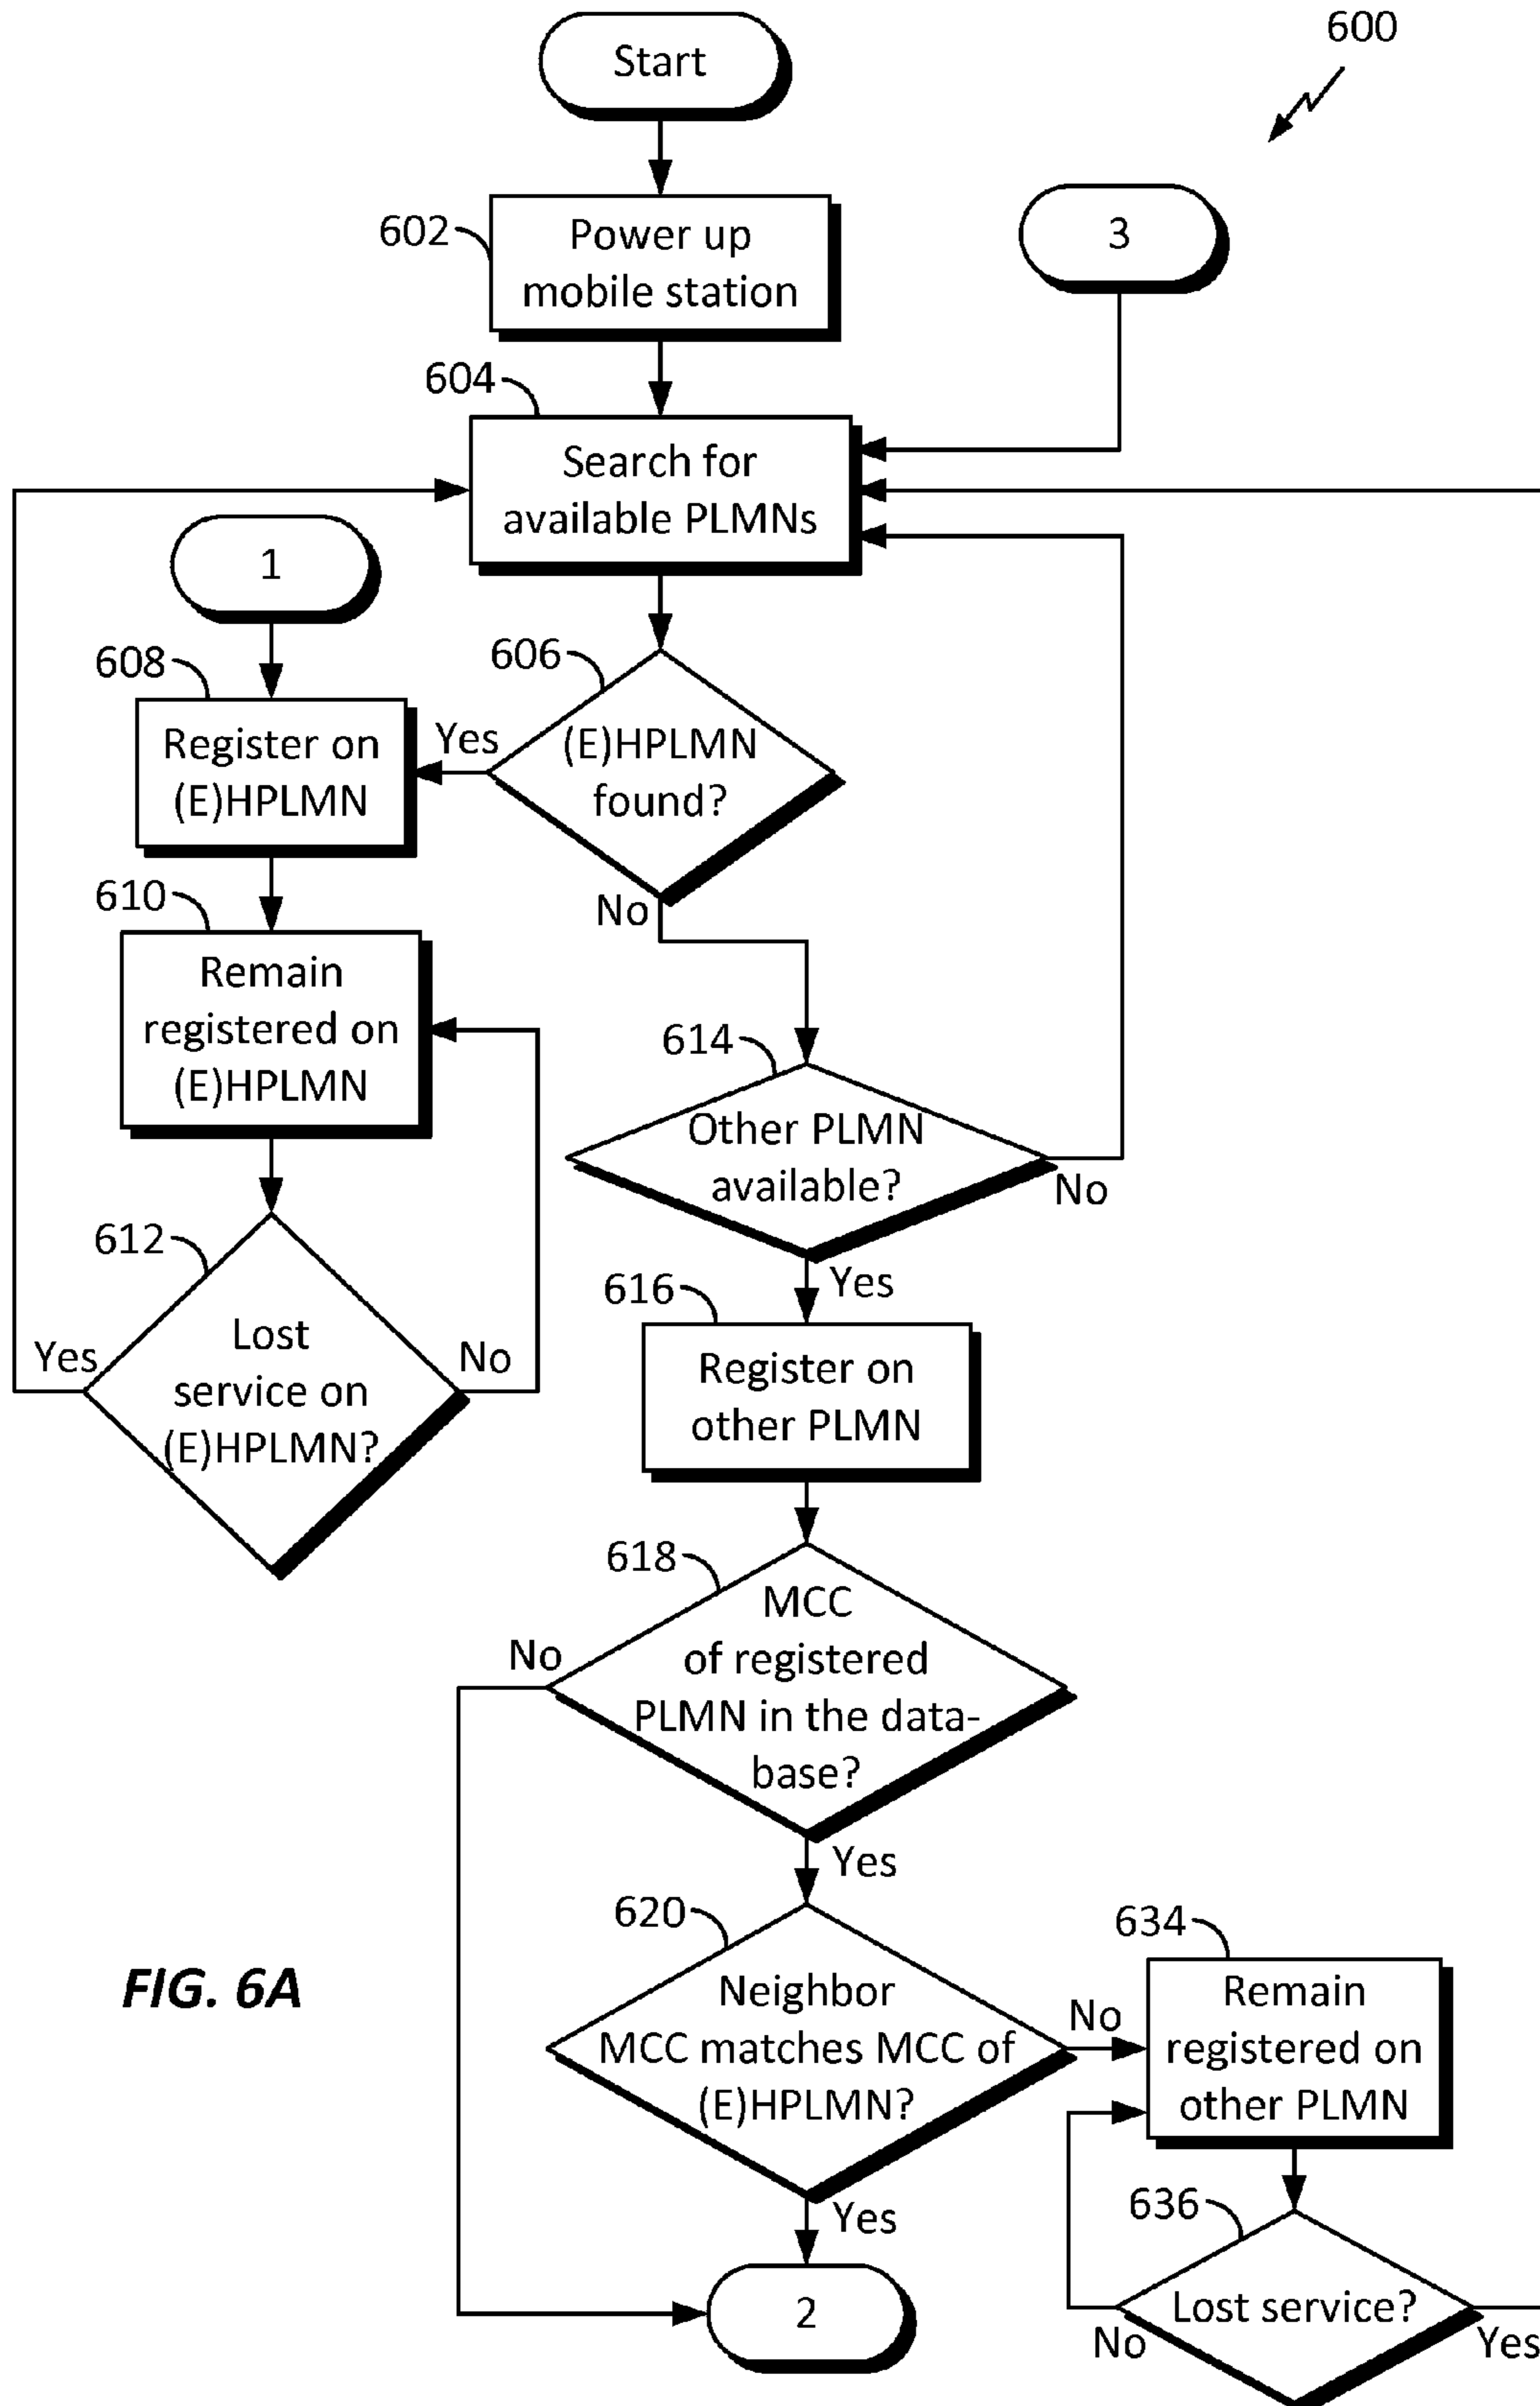 600
Start
602
Power up
mobile station
3
604
Search for
available PLMNs
1
608
Register on
(E)HPLMN
606
(E)HPLMN
found?
Yes
No
610
Remain
registered on
(E)HPLMN
612
Lost
service on
(E)HPLMN?
Yes
No
614
Other PLMN
available?
No
Yes
616
Register on
other PLMN
618
MCC
of registered
PLMN in the data-
base?
No
Yes
620
Neighbor
MCC matches MCC of
(E)HPLMN?
No
Yes
634
Remain
registered on
other PLMN
636
Lost service?
No
Yes
2
FIG. 6A